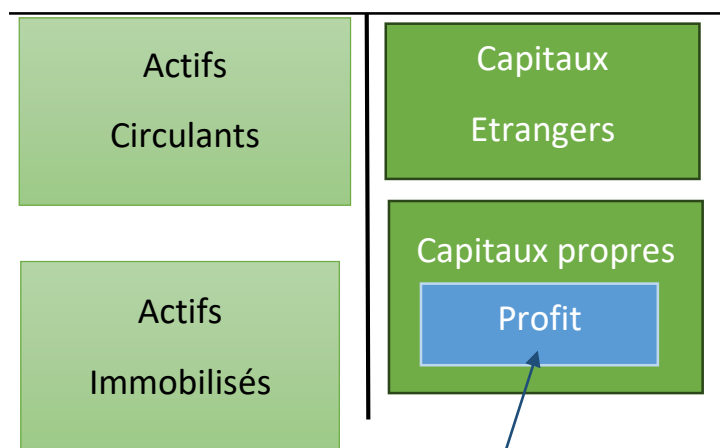 Actifs
Circulants
Capitaux
Etrangers
Capitaux propres
Profit
Actifs
Immobilisés